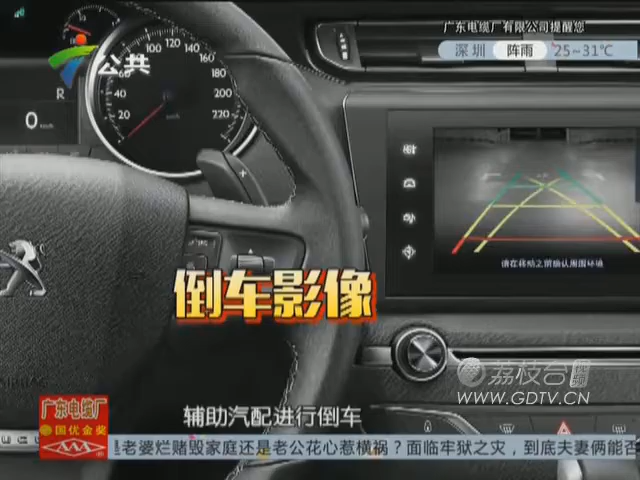 广东电缆厂有限公司提醒您
深圳 阵雨 25~31℃
公共
R
0 km/h
20
60
80
100
120
140
160
180
200
220
请在移动之前确认周围环境
倒车影像
荔枝台 视频
WWW.GDTV.CN
广东电缆厂
国优金奖
AAA
辅助汽配进行倒车
老婆烂赌毁家庭还是老公花心惹横祸？面临牢狱之灾，到底夫妻俩能否